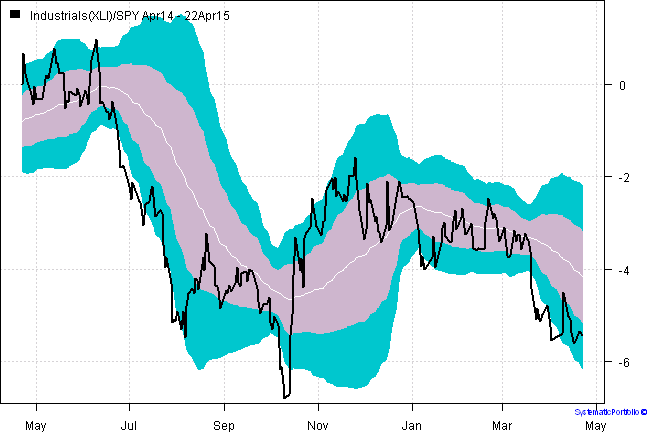 Industrials(XLI)/SPY Apr14 - 22Apr15
0
-2
-4
-6
May Jul Sep Nov Jan Mar May
SystematicPortfolio ©